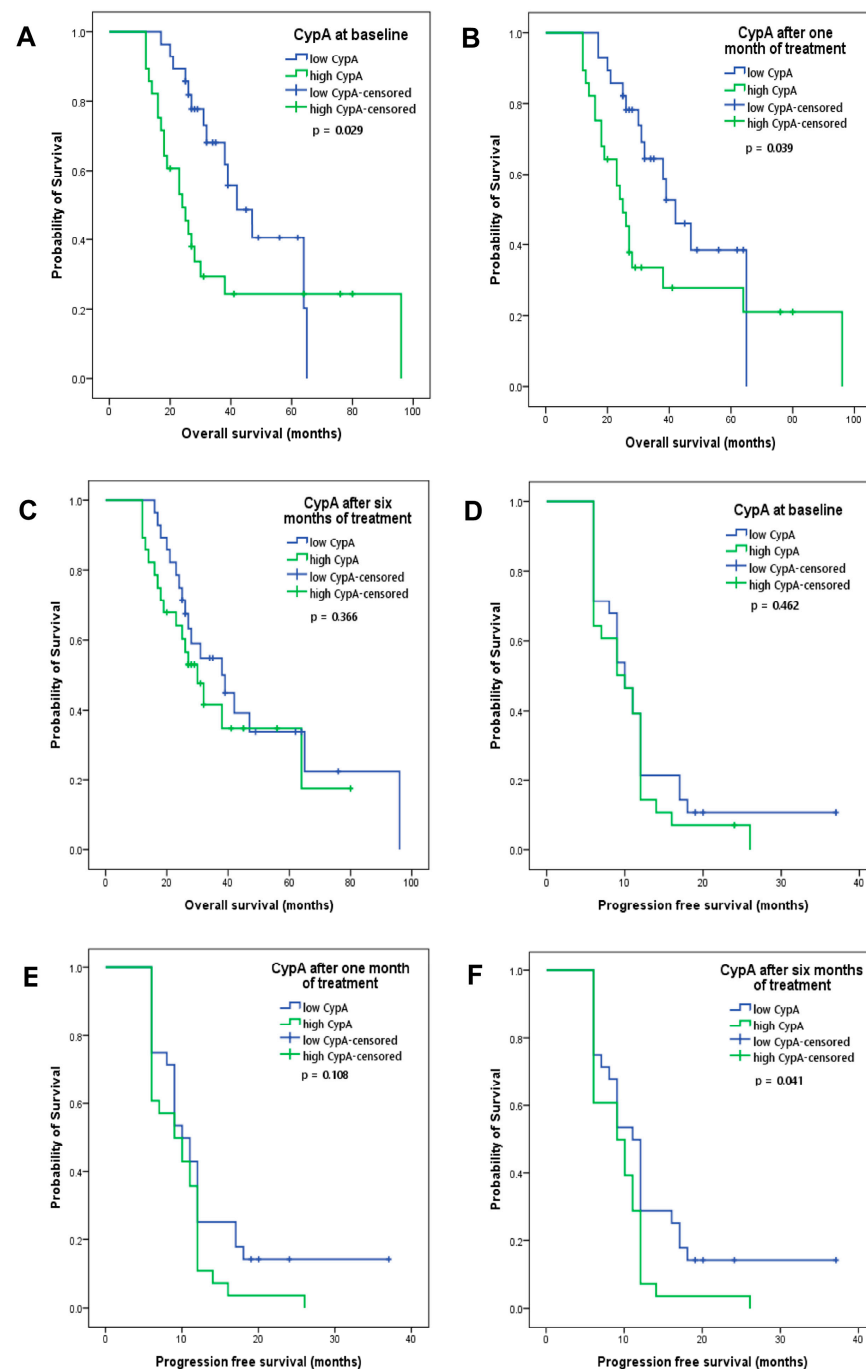 A
CypA at baseline
low CypA
high CypA
low CypA-censored
high CypA-censored
p = 0.029
Probability of Survival
1.0
0.8
0.6
0.4
0.2
0.0
0
20
40
60
80
100
Overall survival (months)
B
CypA after one
month of treatment
low CypA
high CypA
low CypA-censored
high CypA-censored
p = 0.039
Probability of Survival
1.0
0.8
0.6
0.4
0.2
0.0
0
20
40
60
80
100
Overall survival (months)
C
CypA after six
months of treatment
low CypA
high CypA
low CypA-censored
high CypA-censored
p = 0.366
Probability of Survival
1.0
0.8
0.6
0.4
0.2
0.0
0
20
40
60
80
100
Overall survival (months)
D
CypA at baseline
low CypA
high CypA
low CypA-censored
high CypA-censored
p = 0.462
Probability of Survival
1.0
0.8
0.6
0.4
0.2
0.0
0
10
20
30
40
Progression free survival (months)
E
CypA after one month
of treatment
low CypA
high CypA
low CypA-censored
high CypA-censored
p = 0.108
Probability of Survival
1.0
0.8
0.6
0.4
0.2
0.0
0
10
20
30
40
Progression free survival (months)
F
CypA after six months
of treatment
low CypA
high CypA
low CypA-censored
high CypA-censored
p = 0.041
Probability of Survival
1.0
0.8
0.6
0.4
0.2
0.0
0
10
20
30
40
Progression free survival (months)